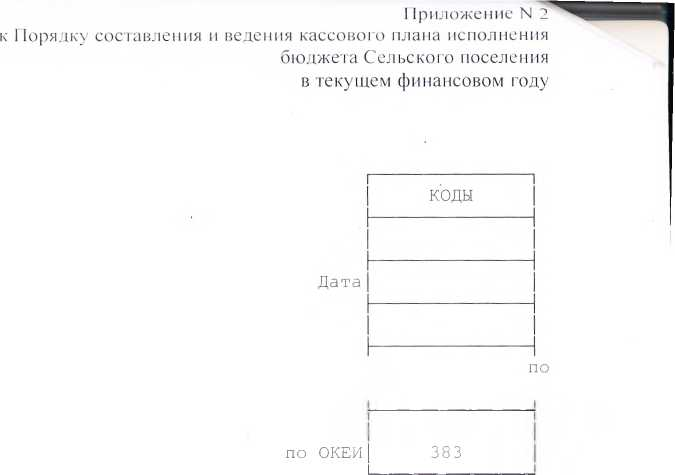 Приложение N 2
к Порядку составления и ведения кассового плана исполнения
бюджета Сельского поселения
в текущем финансовом году
КОДЫ
Дата
по
по ОКЕИ 383